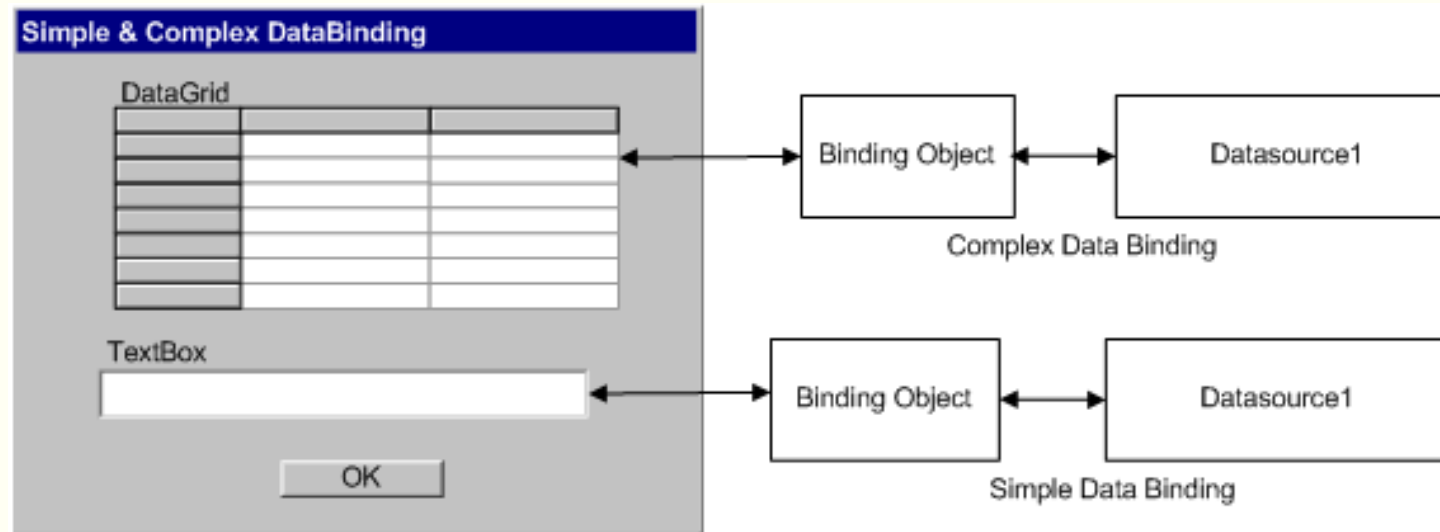 Simple & Complex DataBinding
DataGrid
Binding Object
Datasource1
Complex Data Binding
TextBox
Binding Object
Datasource1
Simple Data Binding
OK